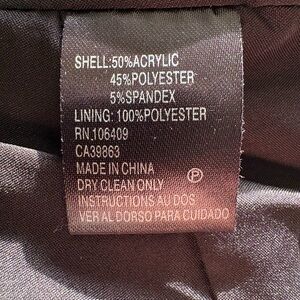 SHELL:50%ACRYLIC
45%POLYESTER
5%SPANDEX
LINING: 100%POLYESTER
RN.106409
CA39863
MADE IN CHINA
DRY CLEAN ONLY Ⓟ
INSTRUCTIONS AU DOS
VER AL DORSO PARA CUIDADO